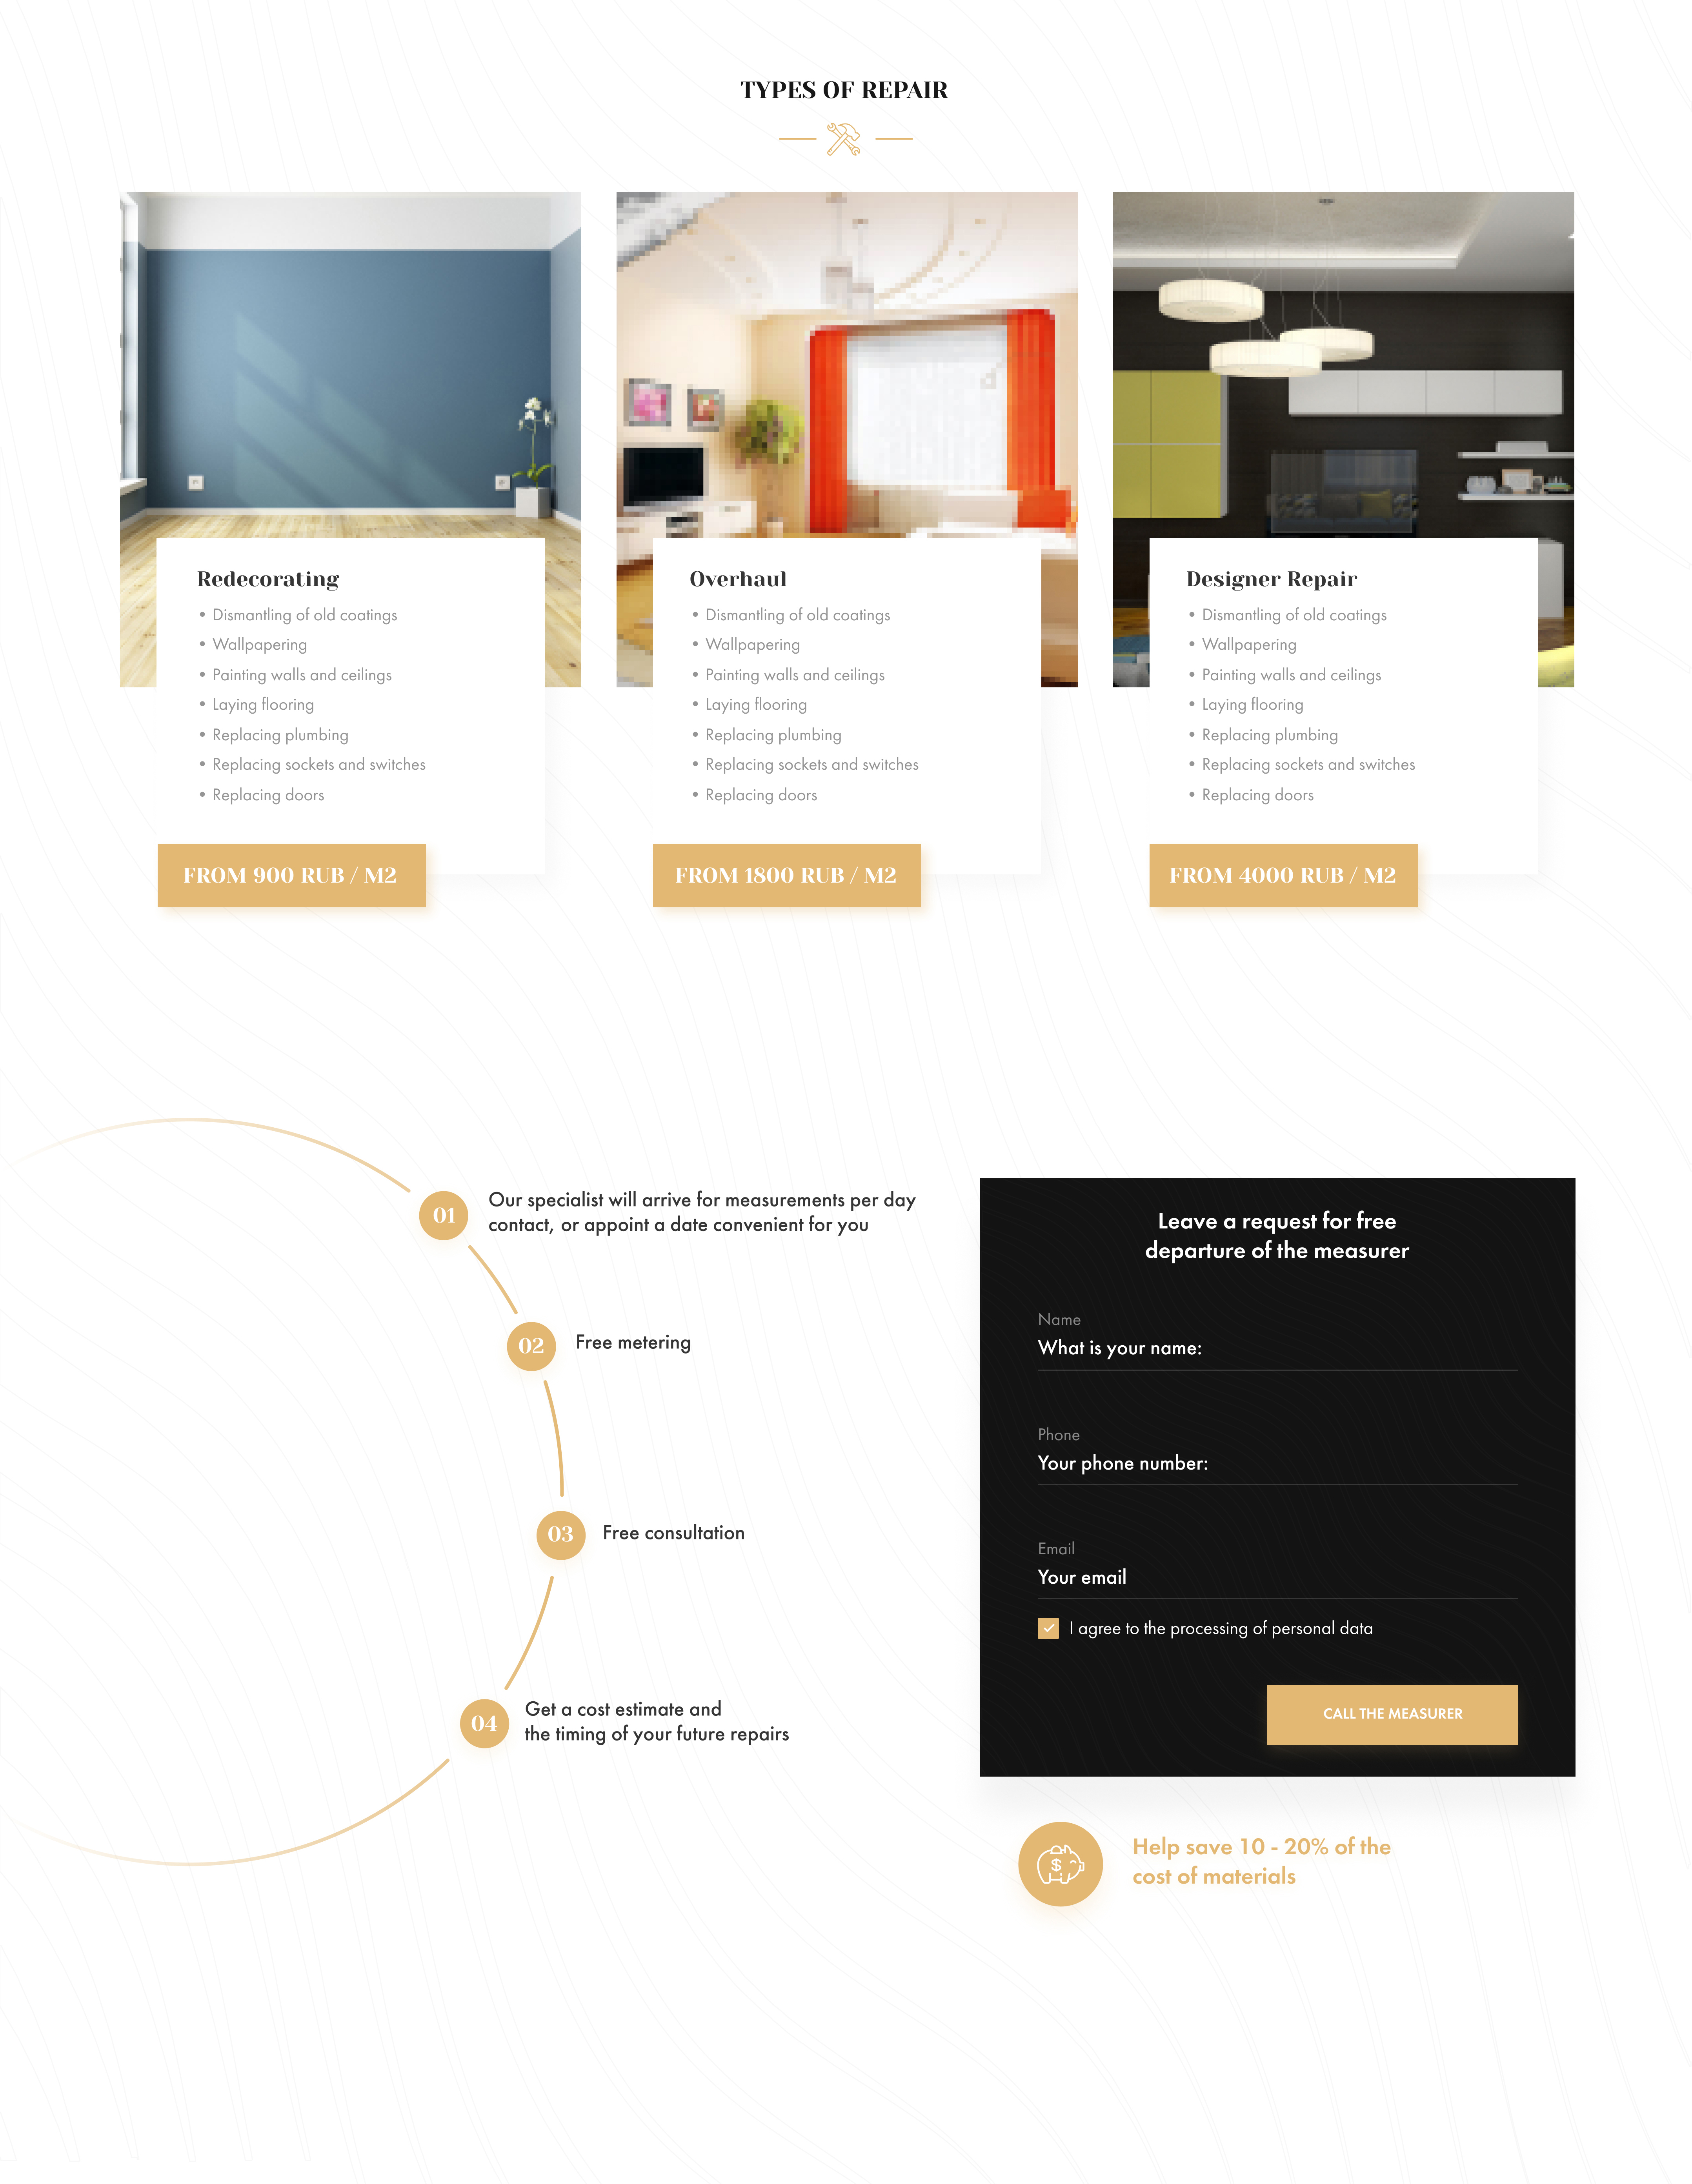 TYPES OF REPAIR
Redecorating
• Dismantling of old coatings
• Wallpapering
• Painting walls and ceilings
• Laying flooring
• Replacing plumbing
• Replacing sockets and switches
• Replacing doors
FROM 900 RUB / M2
Overhaul
• Dismantling of old coatings
• Wallpapering
• Painting walls and ceilings
• Laying flooring
• Replacing plumbing
• Replacing sockets and switches
• Replacing doors
FROM 1800 RUB / M2
Designer Repair
• Dismantling of old coatings
• Wallpapering
• Painting walls and ceilings
• Laying flooring
• Replacing plumbing
• Replacing sockets and switches
• Replacing doors
FROM 4000 RUB / M2
01
Our specialist will arrive for measurements per day
contact, or appoint a date convenient for you
02
Free metering
03
Free consultation
04
Get a cost estimate and
the timing of your future repairs
Leave a request for free
departure of the measurer
Name
What is your name:
Phone
Your phone number:
Email
Your email
I agree to the processing of personal data
CALL THE MEASURER
$
Help save 10 - 20% of the
cost of materials